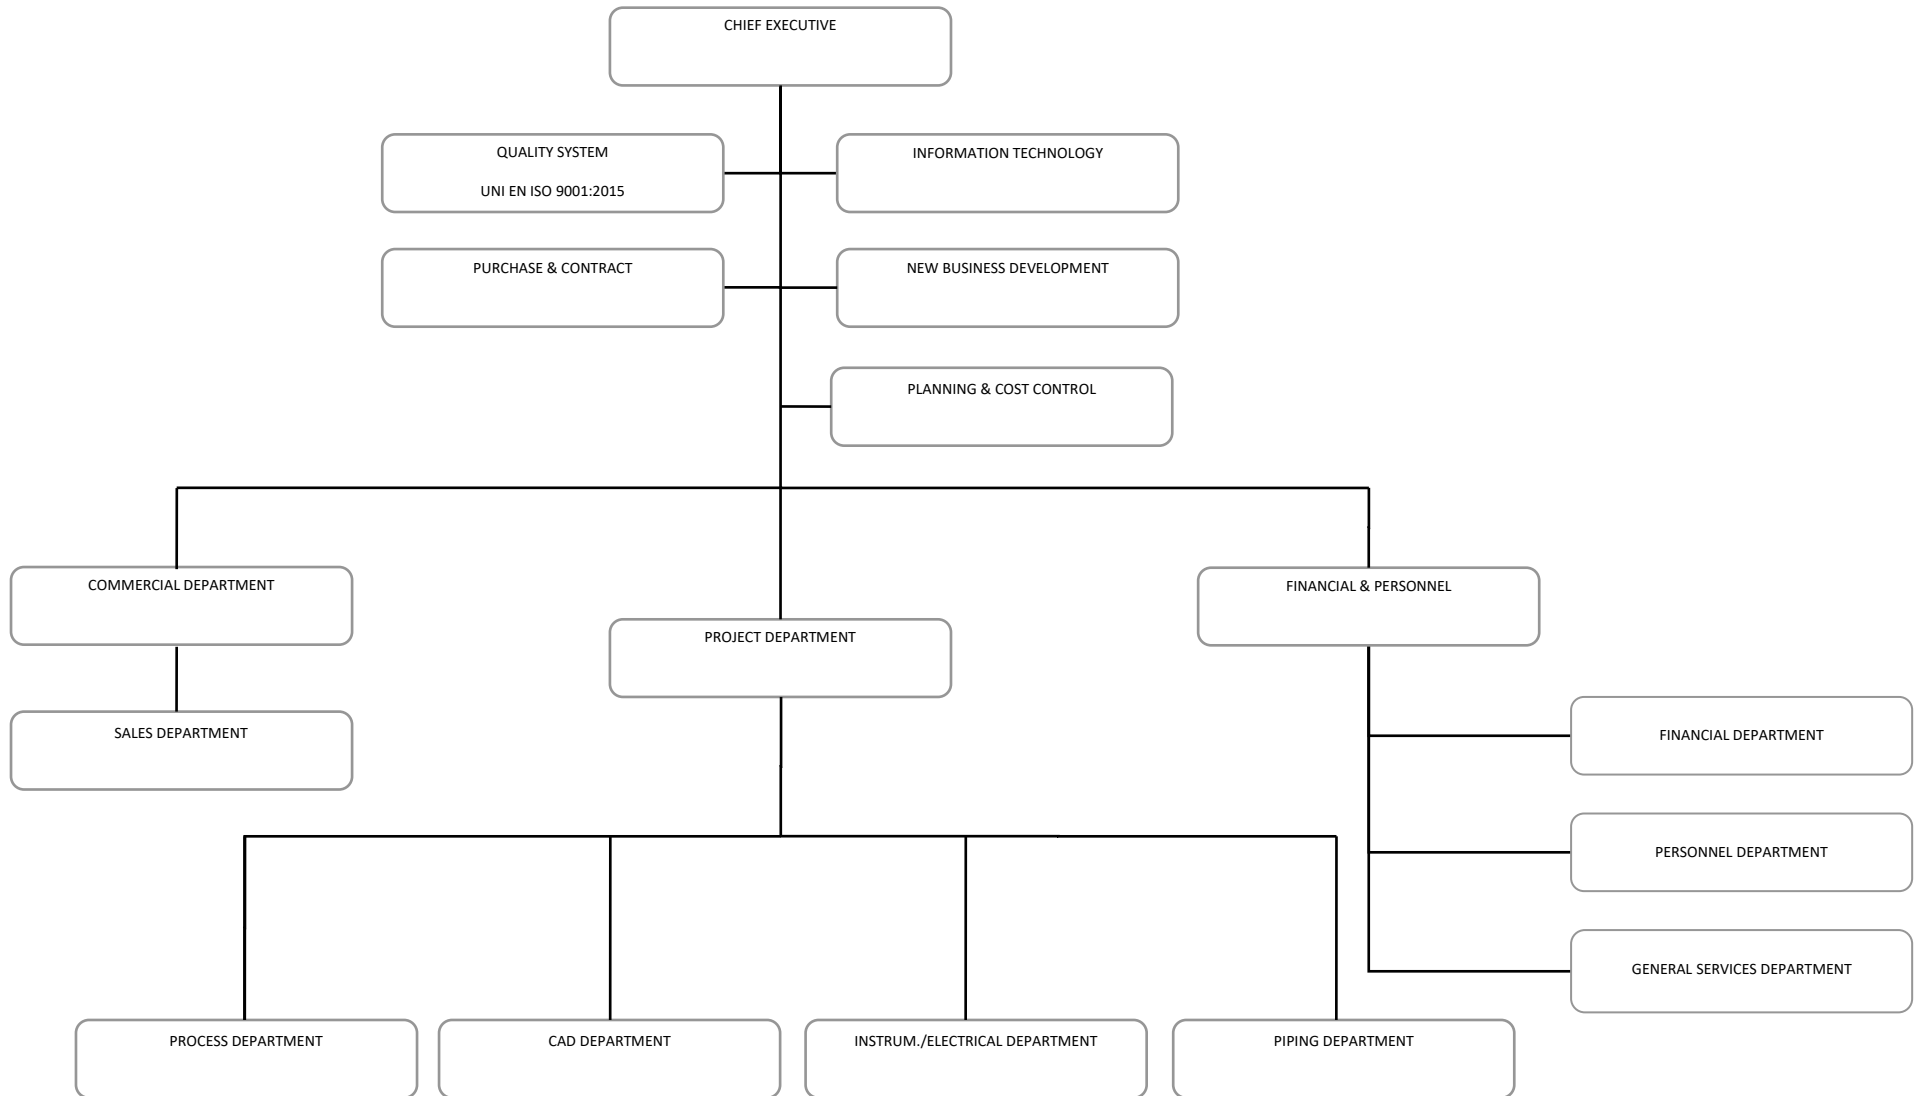 CHIEF EXECUTIVE
QUALITY SYSTEM
UNI EN ISO 9001:2015
INFORMATION TECHNOLOGY
PURCHASE & CONTRACT
NEW BUSINESS DEVELOPMENT
PLANNING & COST CONTROL
COMMERCIAL DEPARTMENT
FINANCIAL & PERSONNEL
PROJECT DEPARTMENT
SALES DEPARTMENT
FINANCIAL DEPARTMENT
PERSONNEL DEPARTMENT
GENERAL SERVICES DEPARTMENT
PROCESS DEPARTMENT
CAD DEPARTMENT
INSTRUM./ELECTRICAL DEPARTMENT
PIPING DEPARTMENT